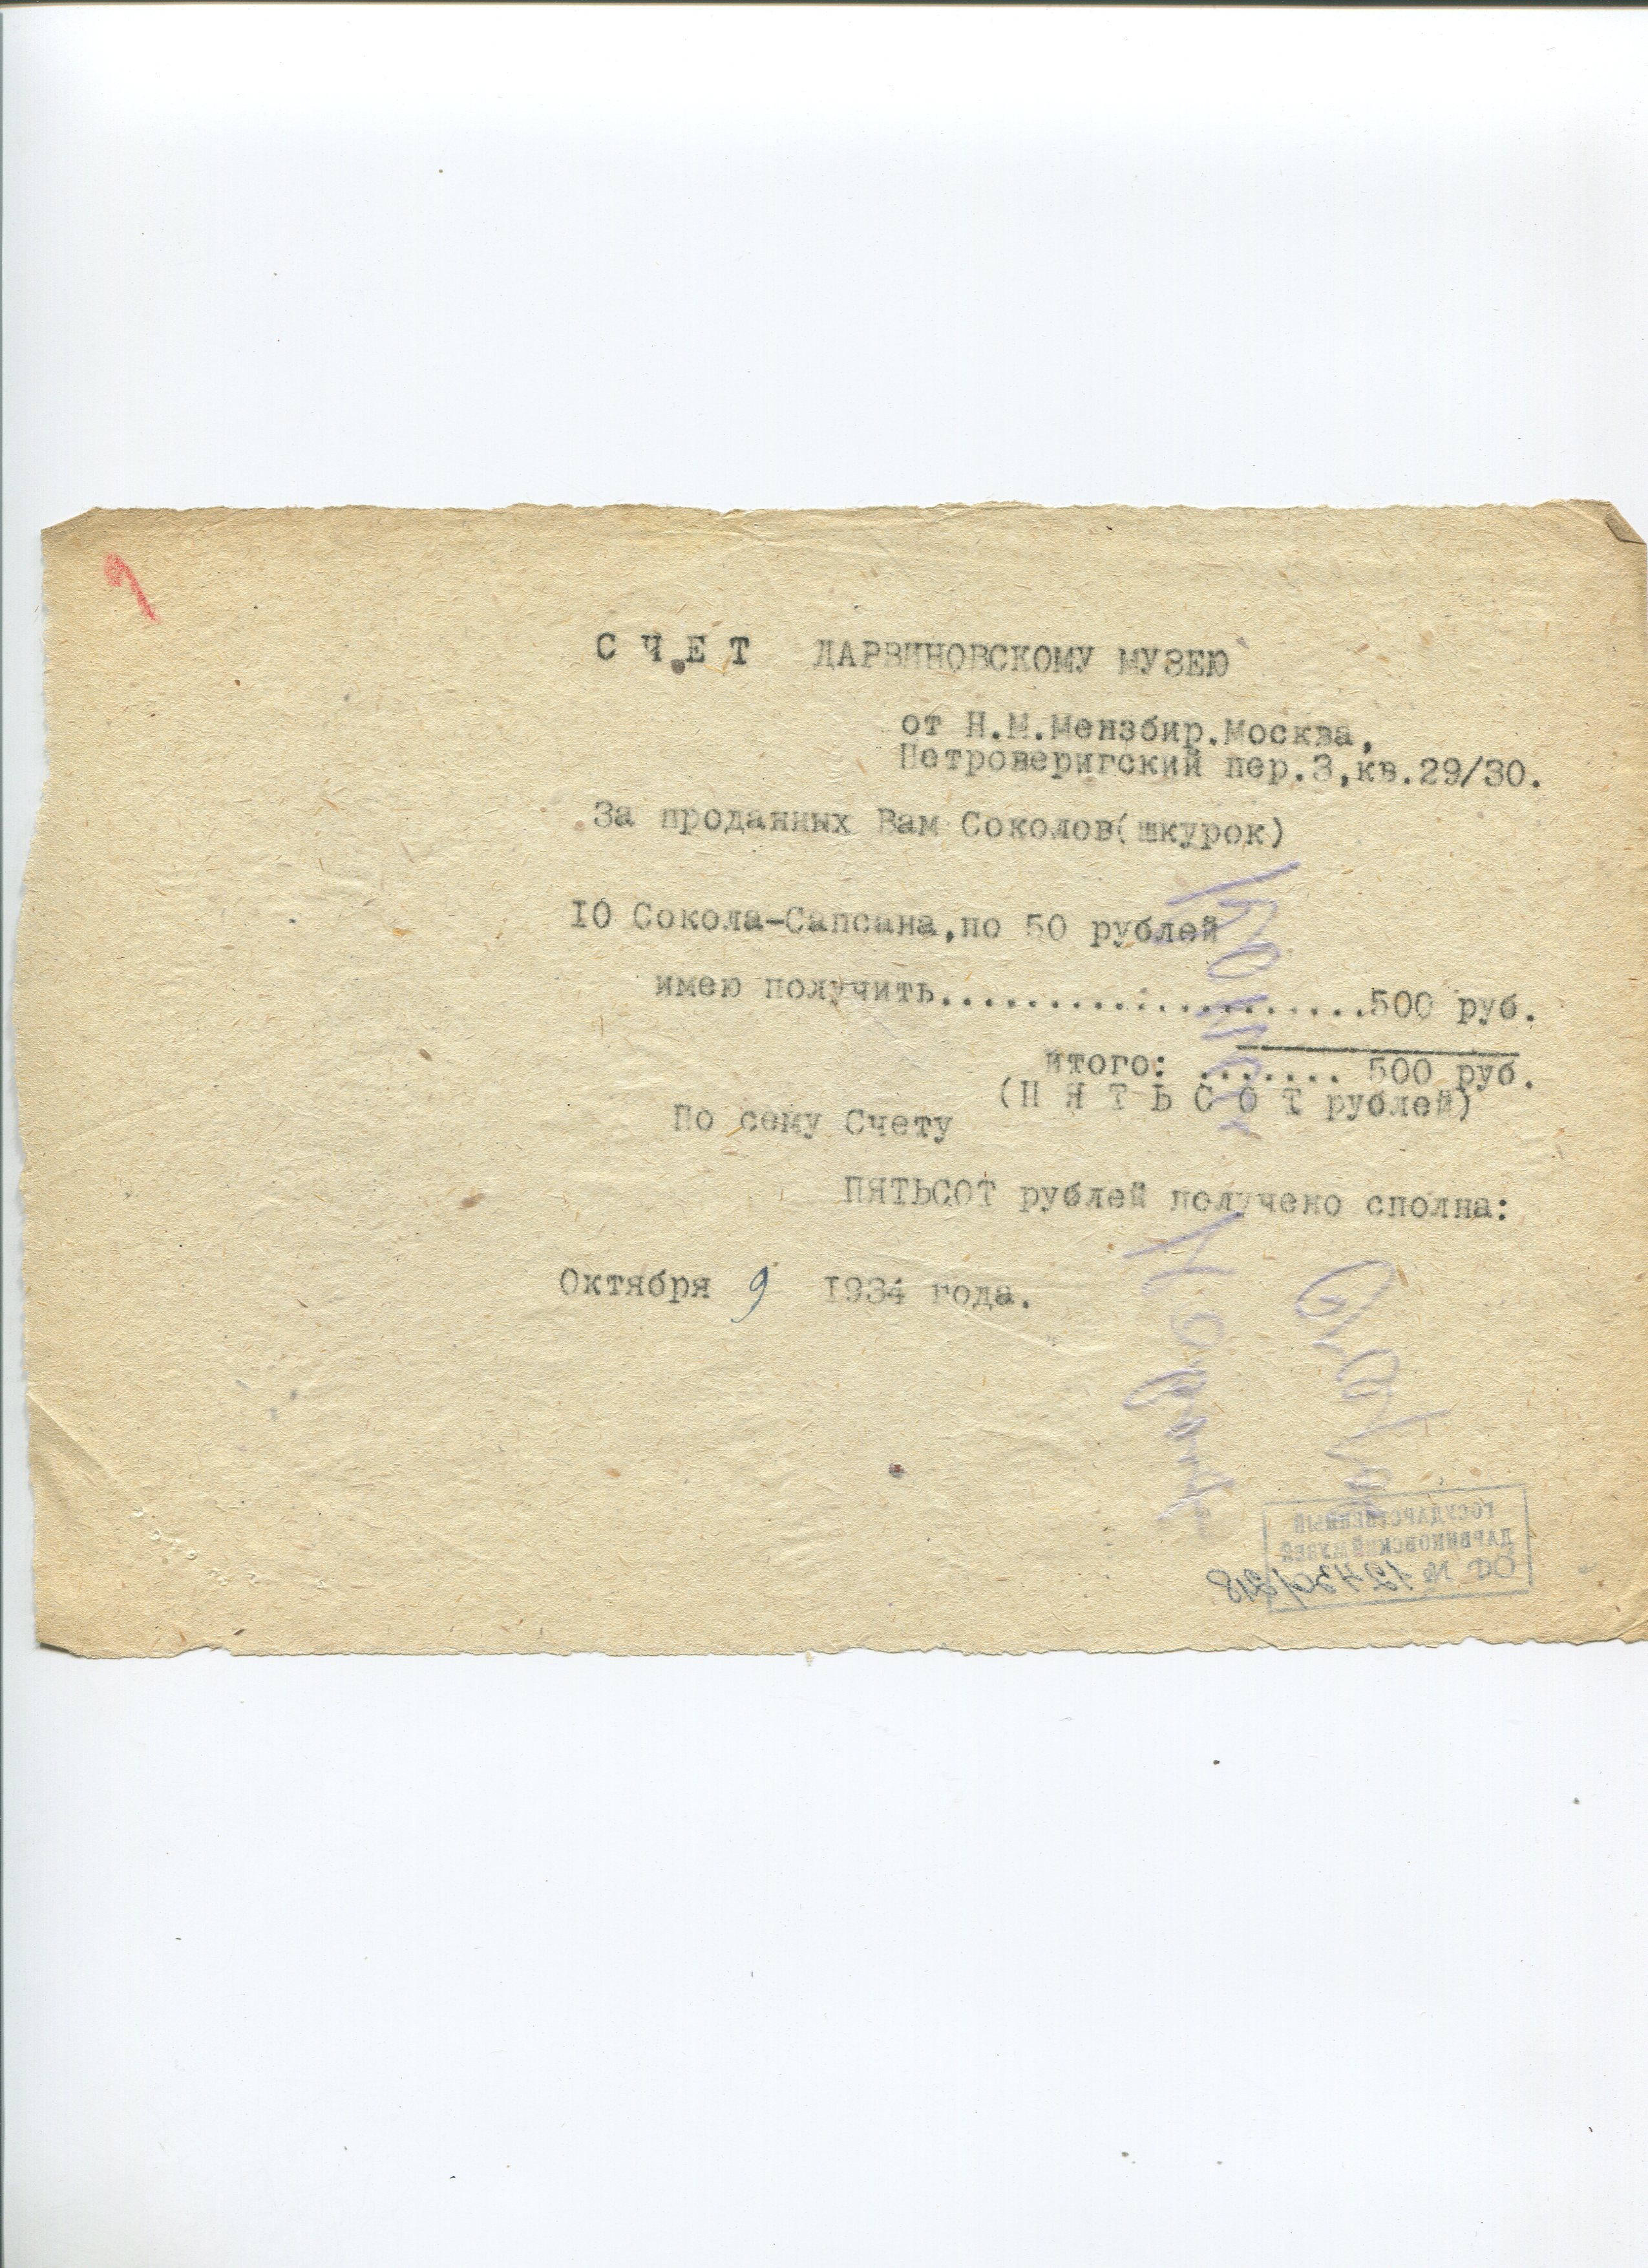 С Ч Е Т ДАРВИНОВСКОМУ МУЗЕЮ
от Н.М.Мензбир.Москва,
Петроверигский пер.3,кв.29/30.
За проданных Вам Соколов(шкурок)
10 Сокола-Сапсана,по 50 рублей
имею получить....................500 руб.
итого: ....... 500 руб.
(П Я Т Ь С О Т рублей)
По сему Счету
ПЯТЬСОТ рублей получено сполна:
Октября 9 1934 года.
ГОСУДАРСТВЕННЫЙ
ДАРВИНОВСКИЙ МУЗЕЙ
ОФ № 12430/218